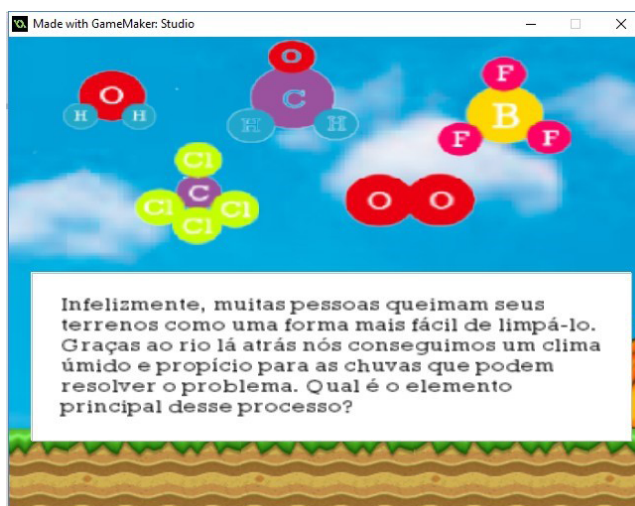 Made with GameMaker: Studio
O
H H
O
C
H H
F
B
F F
Cl
C
Cl Cl
Cl
O O
Infelizmente, muitas pessoas queimam seus
terrenos como uma forma mais fácil de limpá-lo.
Graças ao rio lá atrás nós conseguimos um clima
úmido e propício para as chuvas que podem
resolver o problema. Qual é o elemento
principal desse processo?